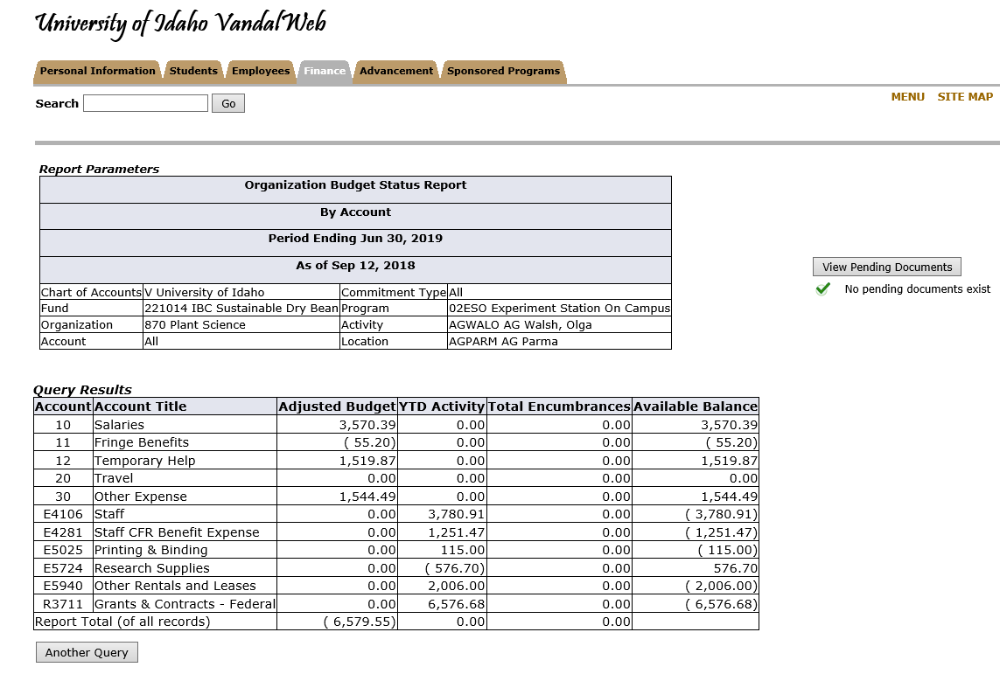 University of Idaho VandalWeb
Personal Information Students Employees Finance Advancement Sponsored Programs
Search Go MENU SITE MAP
Report Parameters
Organization Budget Status Report
By Account
Period Ending Jun 30, 2019
As of Sep 12, 2018
View Pending Documents
No pending documents exist
Chart of Accounts V University of Idaho Commitment Type All
Fund 221014 IBC Sustainable Dry Bean Program 02ESO Experiment Station On Campus
Organization 870 Plant Science Activity AGWALO AG Walsh, Olga
Account All Location AGPARM AG Parma
Query Results
Account Account Title Adjusted Budget YTD Activity Total Encumbrances Available Balance
10 Salaries 3,570.39 0.00 0.00 3,570.39
11 Fringe Benefits ( 55.20) 0.00 0.00 ( 55.20)
12 Temporary Help 1,519.87 0.00 0.00 1,519.87
20 Travel 0.00 0.00 0.00 0.00
30 Other Expense 1,544.49 0.00 0.00 1,544.49
E4106 Staff 0.00 3,780.91 0.00 ( 3,780.91)
E4281 Staff CFR Benefit Expense 0.00 1,251.47 0.00 ( 1,251.47)
E5025 Printing & Binding 0.00 115.00 0.00 ( 115.00)
E5724 Research Supplies 0.00 ( 576.70) 0.00 576.70
E5940 Other Rentals and Leases 0.00 2,006.00 0.00 ( 2,006.00)
R3711 Grants & Contracts - Federal 0.00 6,576.68 0.00 ( 6,576.68)
Report Total (of all records) ( 6,579.55) 0.00 0.00
Another Query